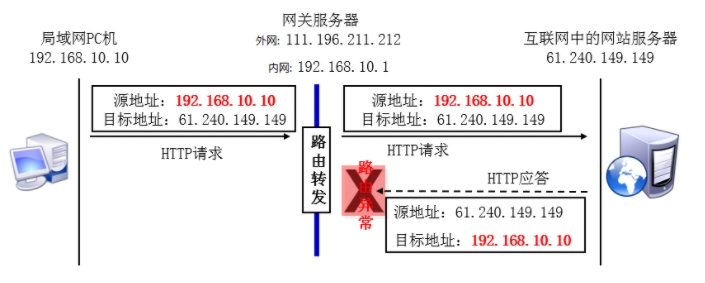 网关服务器
局域网PC机
外网: 111.196.211.212
互联网中的网站服务器
192.168.10.10
61.240.149.149
内网: 192.168.10.1
源地址: 192.168.10.10
目标地址: 61.240.149.149
HTTP请求
路由转发
源地址: 192.168.10.10
目标地址: 61.240.149.149
HTTP请求
路由异常
HTTP应答
源地址: 61.240.149.149
目标地址: 192.168.10.10